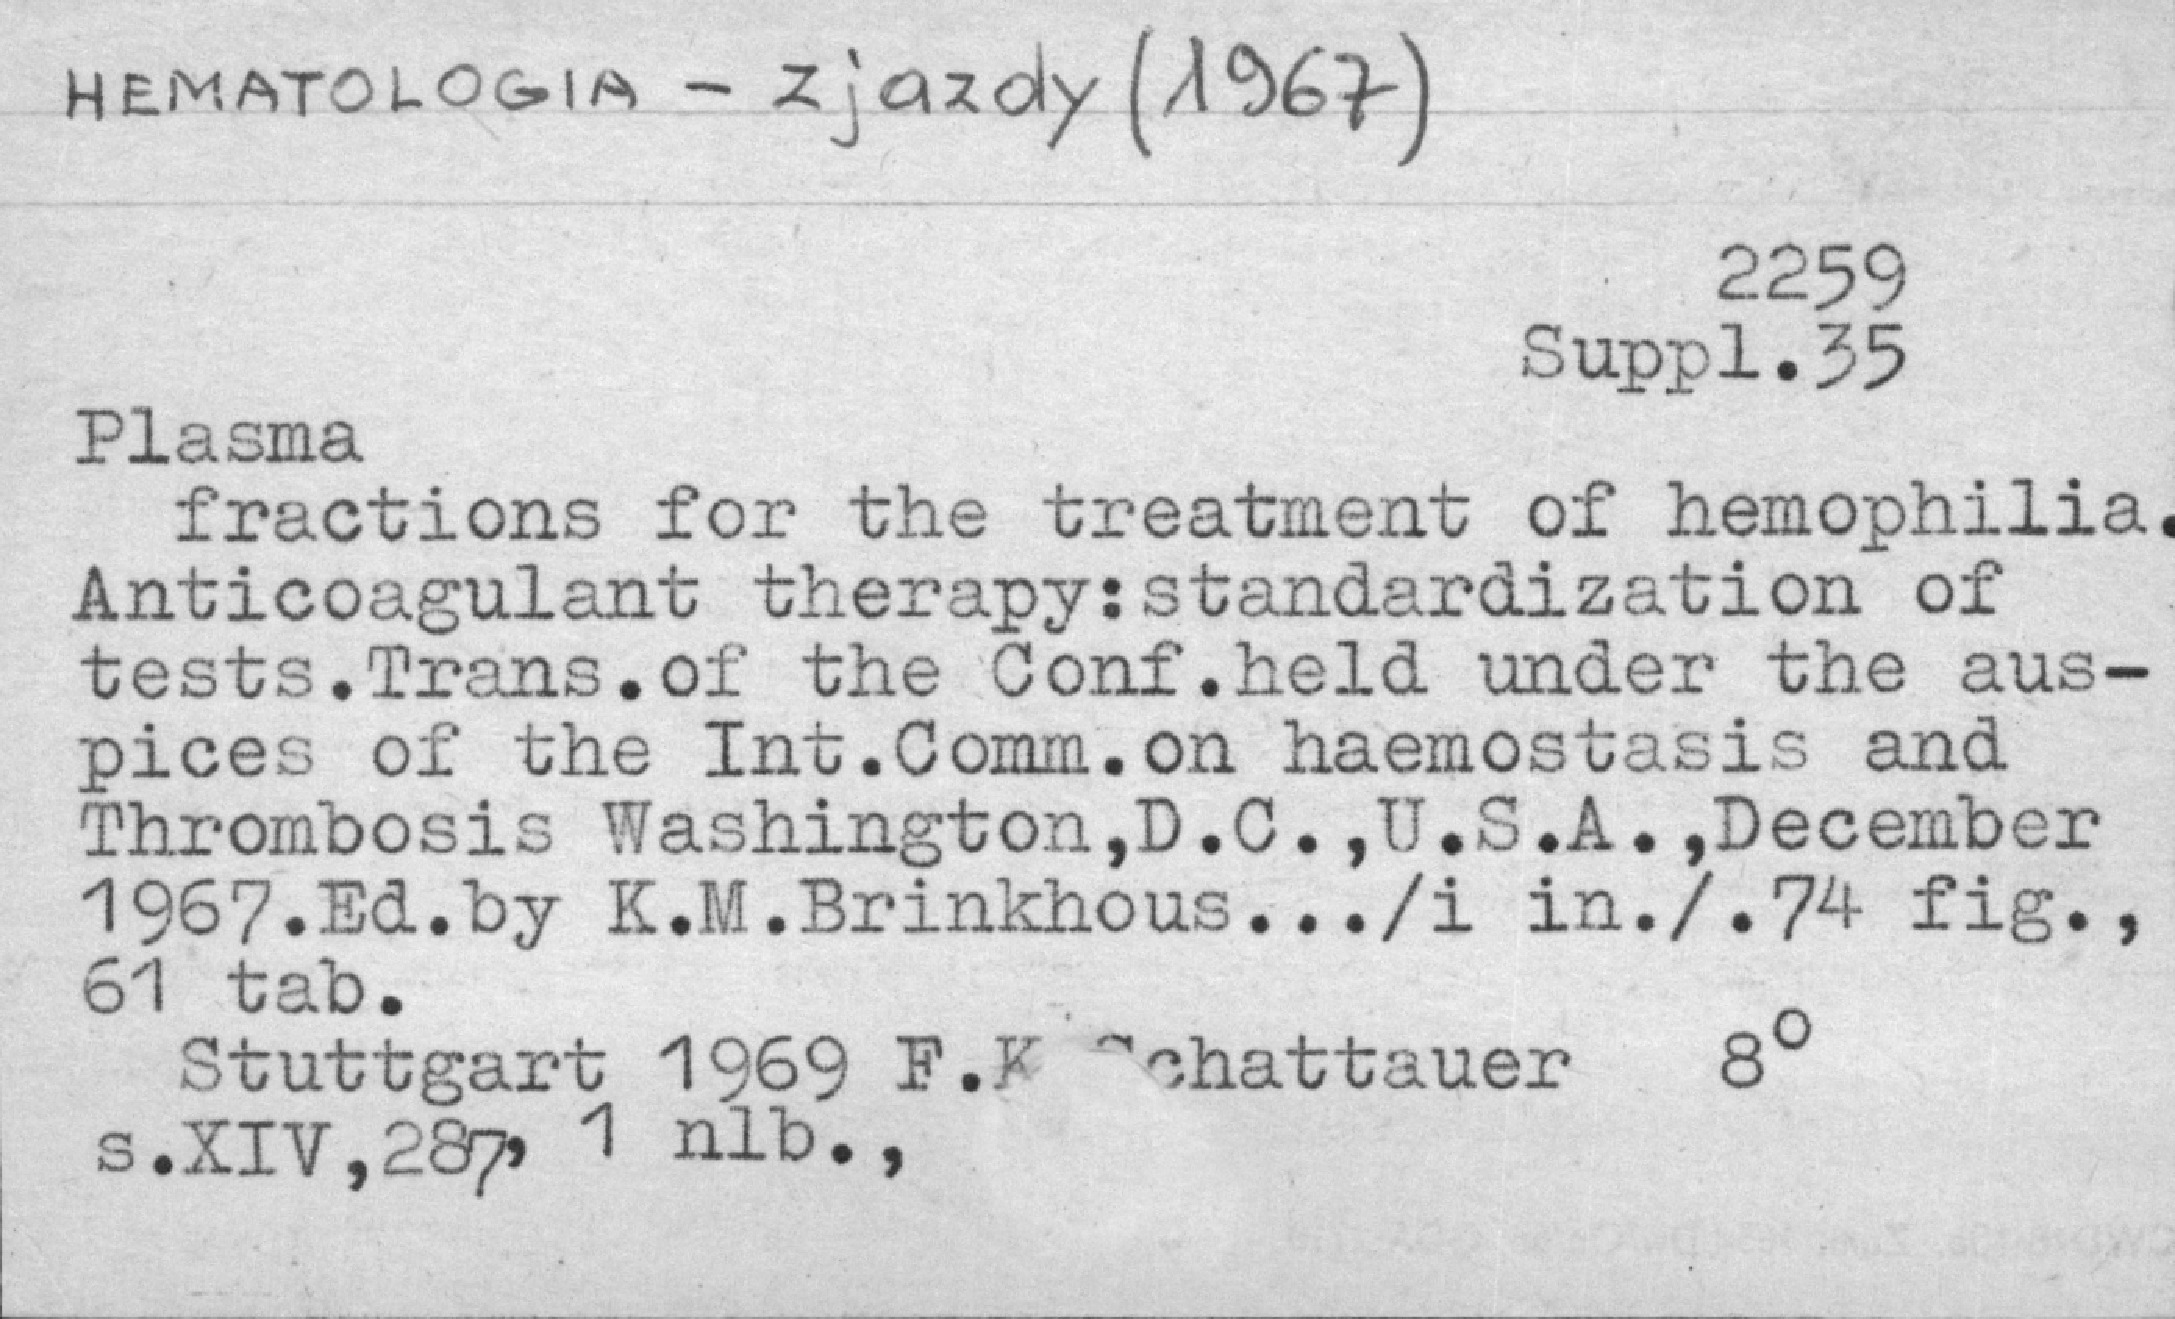 HEMATOLOGIA - zjazdy (1967)
2259
Suppl.35
Plasma
fractions for the treatment of hemophilia.
Anticoagulant therapy:standardization of
tests.Trans.of the Conf.held under the aus-
pices of the Int.Comm.on haemostasis and
Thrombosis Washington,D.C.,U.S.A.,December
1967.Ed.by K.M.Brinkhous.../i in./.74 fig.,
61 tab.
Stuttgart 1969 F.K Schattauer 8°
s.XIV,287, 1 nlb.,